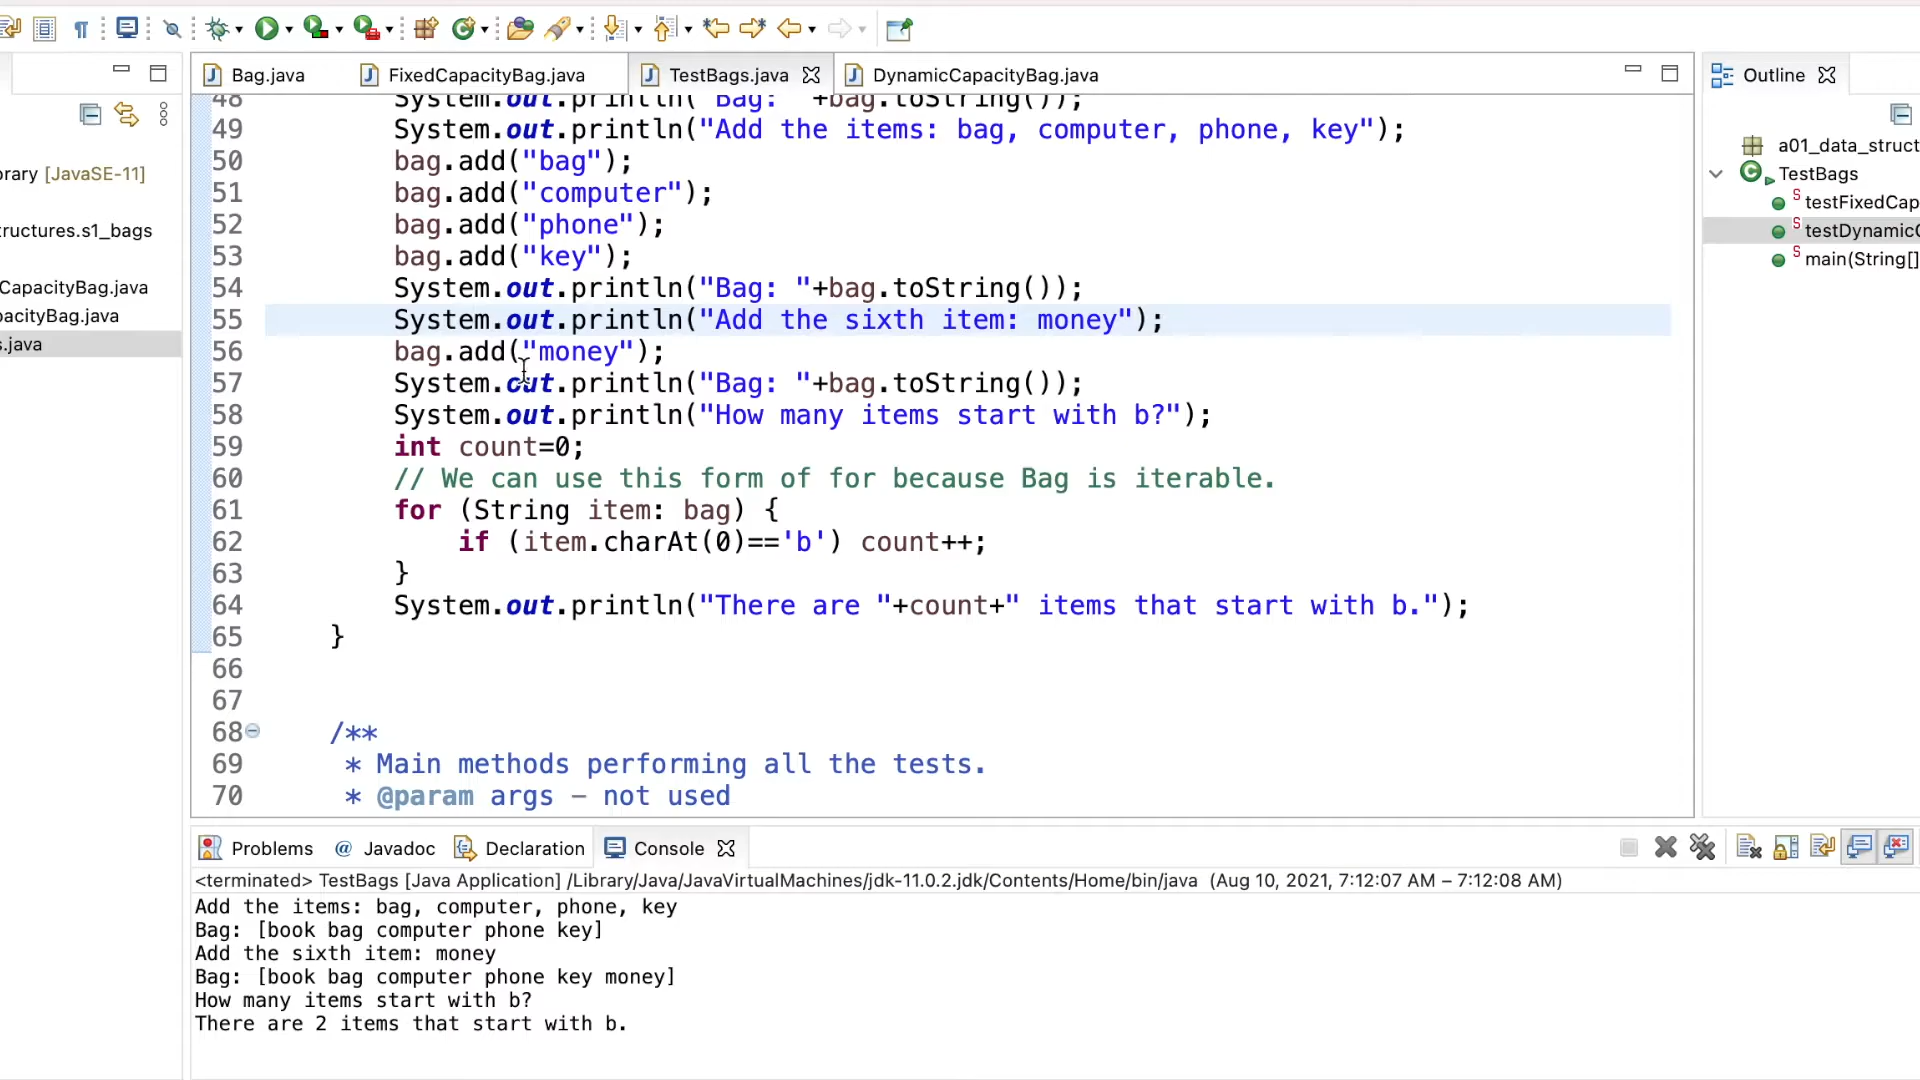 Bag.java
FixedCapacityBag.java
TestBags.java
DynamicCapacityBag.java
Outline
rary [JavaSE-11]
ructures.s1_bags
CapacityBag.java
acityBag.java
s.java
48 System.out.println("Bag: "+bag.toString());
49 System.out.println("Add the items: bag, computer, phone, key");
50 bag.add("bag");
51 bag.add("computer");
52 bag.add("phone");
53 bag.add("key");
54 System.out.println("Bag: "+bag.toString());
55 System.out.println("Add the sixth item: money");
56 bag.add("money");
57 System.out.println("Bag: "+bag.toString());
58 System.out.println("How many items start with b?");
59 int count=0;
60 // We can use this form of for because Bag is iterable.
61 for (String item: bag) {
62 if (item.charAt(0)=='b') count++;
63 }
64 System.out.println("There are "+count+" items that start with b.");
65 }
66
67
68 /**
69 * Main methods performing all the tests.
70 * @param args – not used
a01_data_struct
TestBags
testFixedCap
testDynamicC
main(String[]
Problems
@ Javadoc
Declaration
Console
<terminated> TestBags [Java Application] /Library/Java/JavaVirtualMachines/jdk-11.0.2.jdk/Contents/Home/bin/java (Aug 10, 2021, 7:12:07 AM – 7:12:08 AM)
Add the items: bag, computer, phone, key
Bag: [book bag computer phone key]
Add the sixth item: money
Bag: [book bag computer phone key money]
How many items start with b?
There are 2 items that start with b.